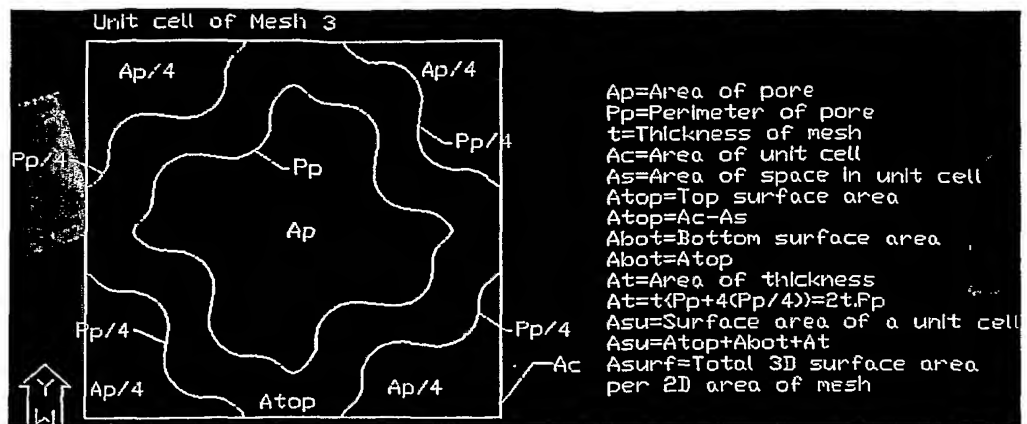 Unit cell of Mesh 3
Ap/4
Ap/4
Pp/4
Pp/4
Pp
Ap
Pp/4
Pp/4
Ac
Ap/4
Ap/4
Atop
Y
W
Ap=Area of pore
Pp=Perimeter of pore
t=Thickness of mesh
Ac=Area of unit cell
As=Area of space in unit cell
Atop=Top surface area
Atop=Ac-As
Abot=Bottom surface area
Abot=Atop
At=Area of thickness
At=t(Pp+4(Pp/4))=2t.Pp
Asu=Surface area of a unit cell
Asu=Atop+Abot+At
Asurf=Total 3D surface area
per 2D area of mesh